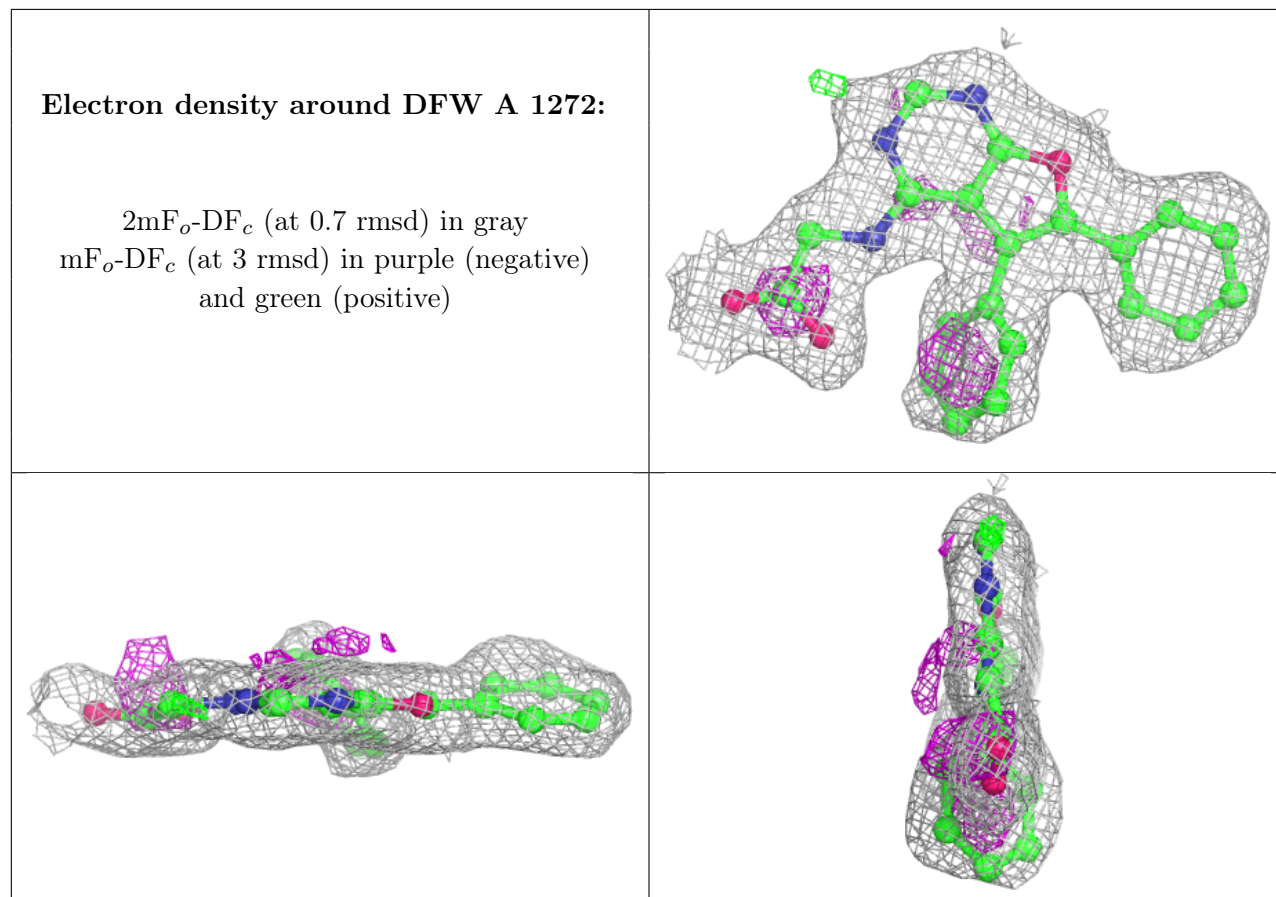 Electron density around DFW A 1272:
2mFo-DFc (at 0.7 rmsd) in gray
mFo-DFc (at 3 rmsd) in purple (negative)
and green (positive)